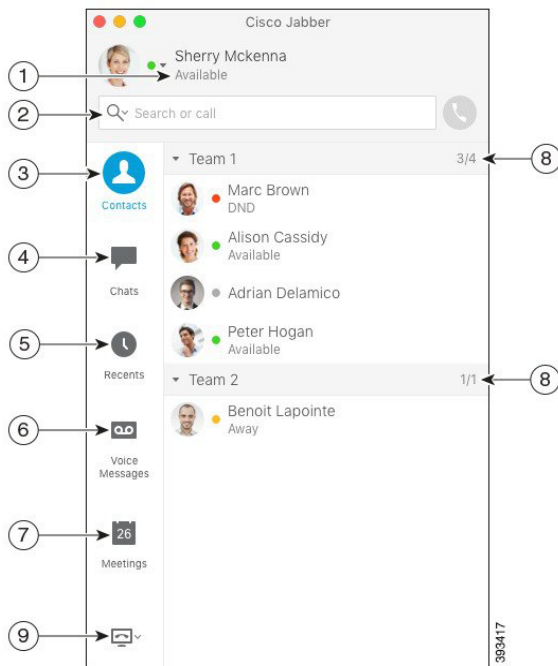 Cisco Jabber
Sherry Mckenna
1
Available
2
Search or call
3
Team 1
3/4
8
Contacts
Marc Brown
DND
4
Alison Cassidy
Available
Chats
Adrian Delamico
5
Peter Hogan
Available
Recents
Team 2
1/1
8
6
Benoit Lapointe
Away
Voice
Messages
7
26
Meetings
9
393417